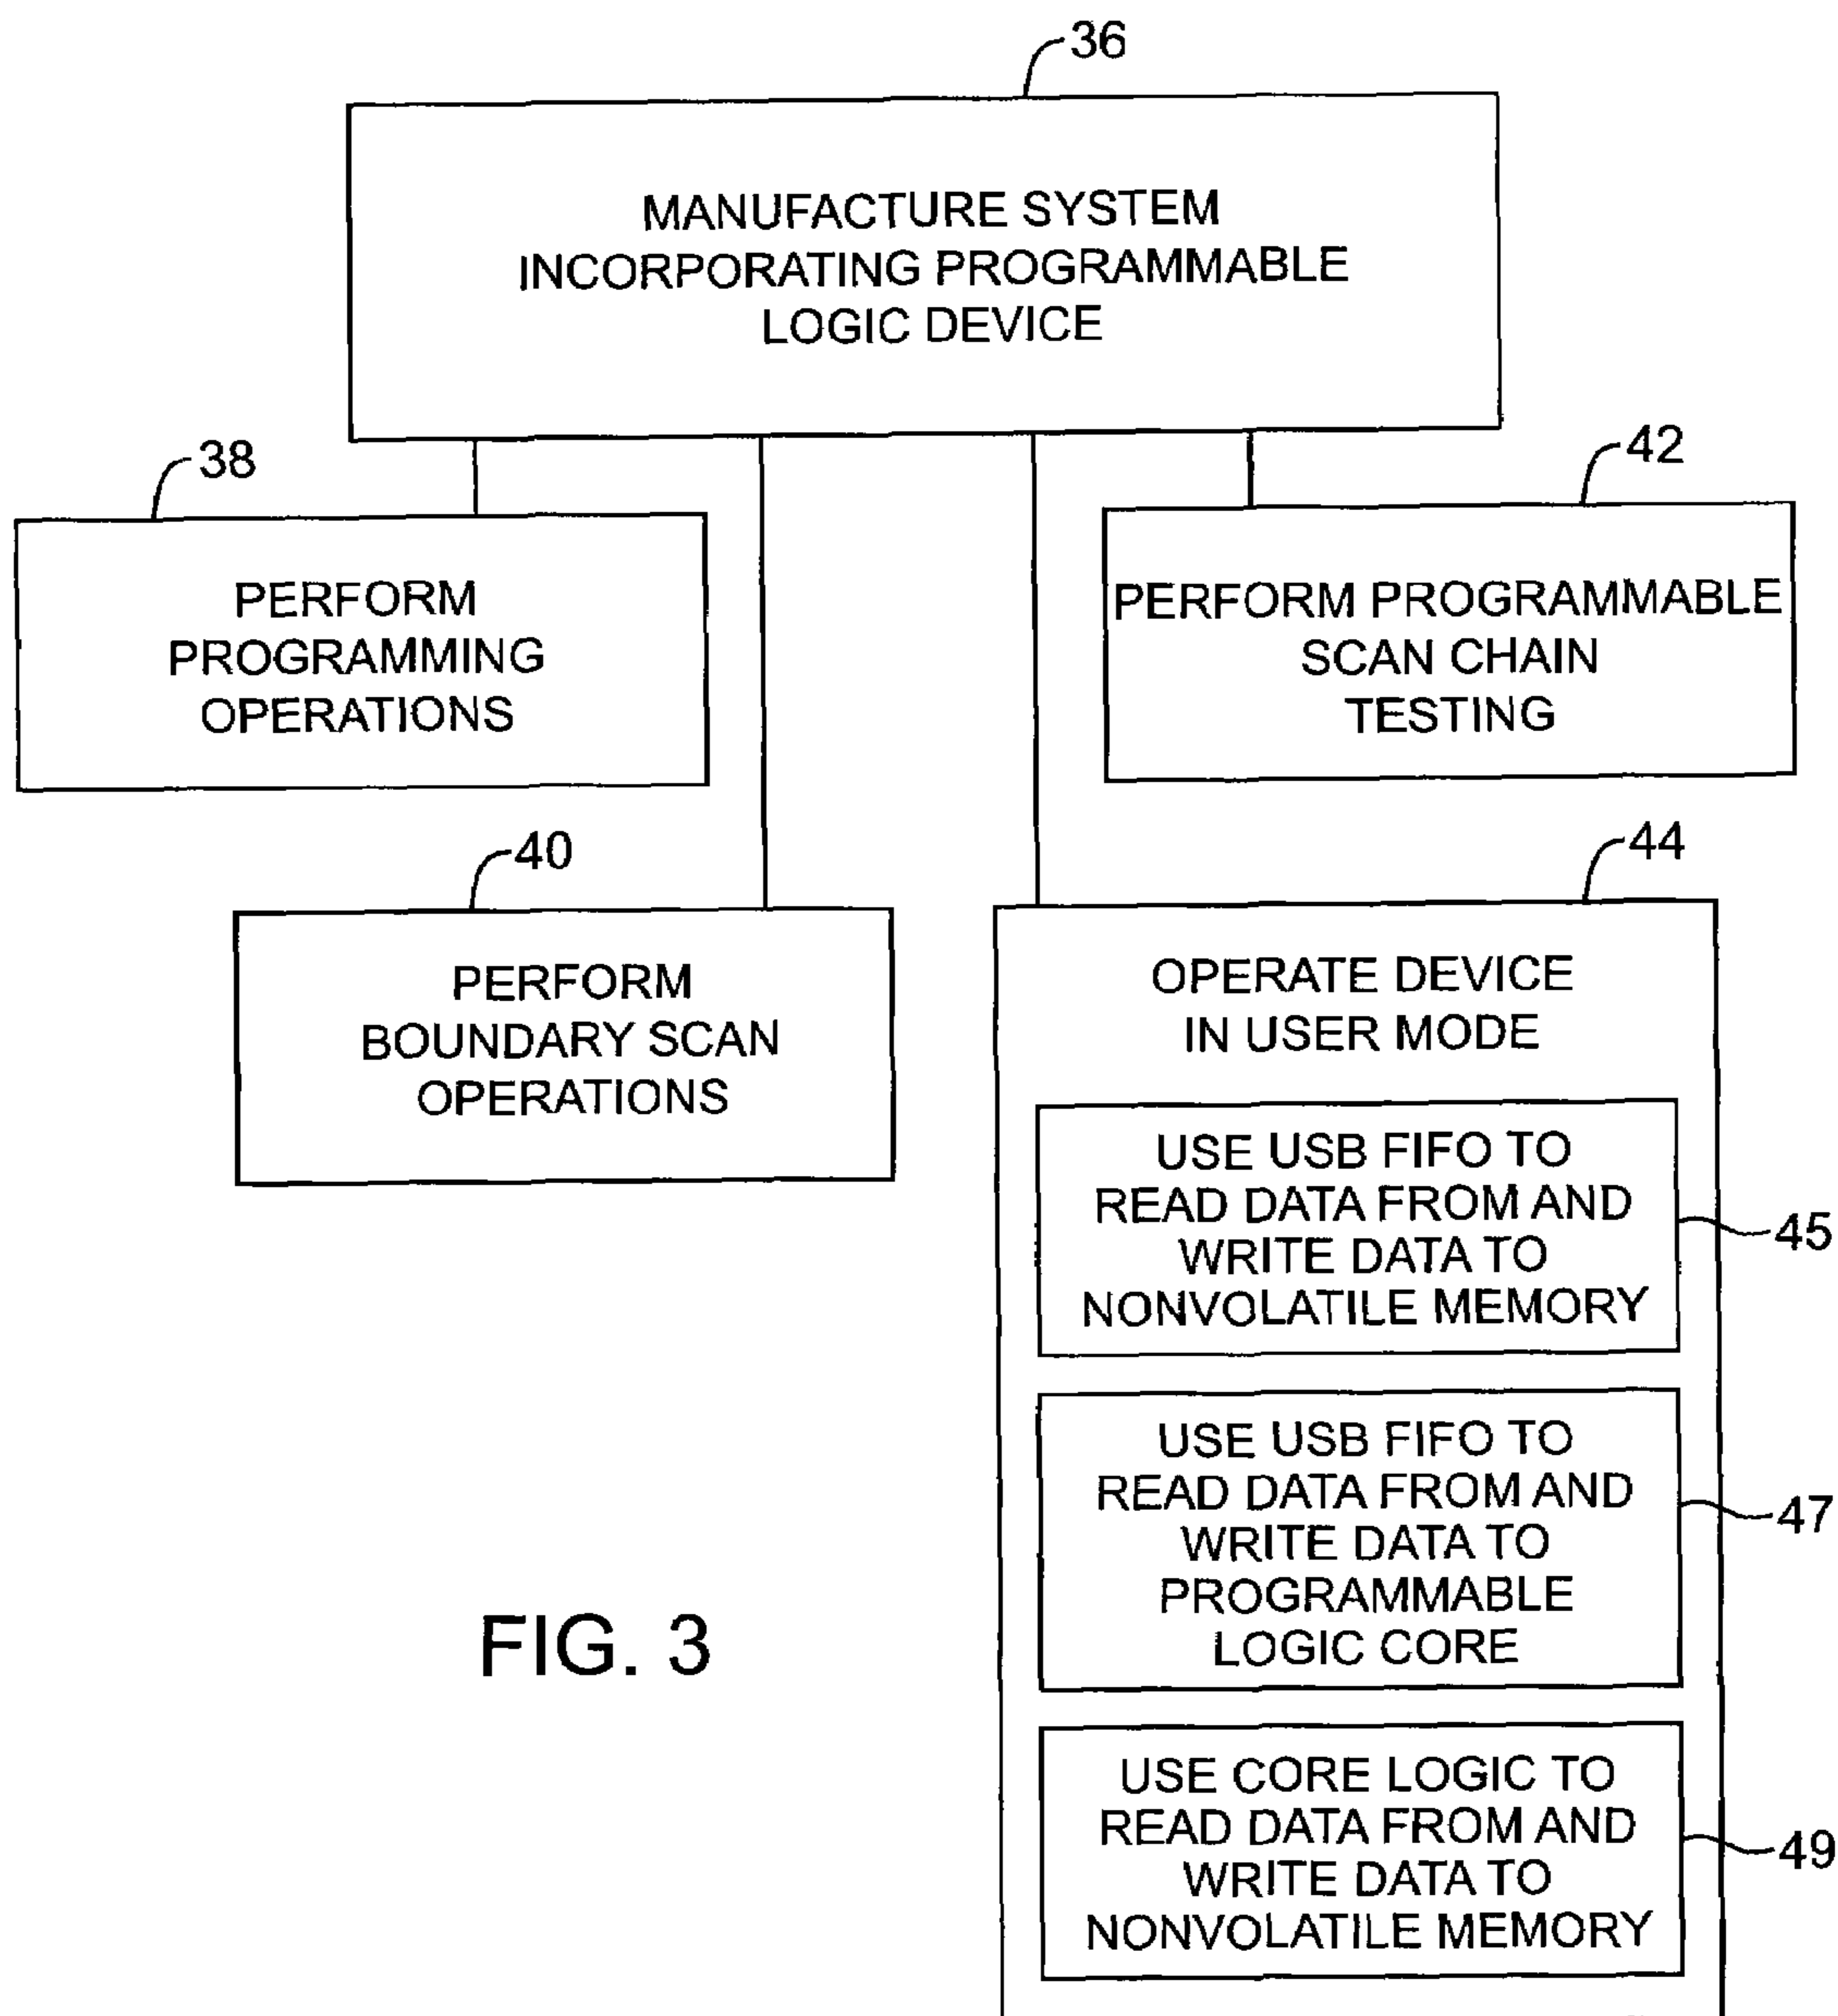 36
MANUFACTURE SYSTEM
INCORPORATING PROGRAMMABLE
LOGIC DEVICE
38
PERFORM
PROGRAMMING
OPERATIONS
42
PERFORM PROGRAMMABLE
SCAN CHAIN
TESTING
40
PERFORM
BOUNDARY SCAN
OPERATIONS
44
OPERATE DEVICE
IN USER MODE
USE USB FIFO TO
READ DATA FROM AND
WRITE DATA TO
NONVOLATILE MEMORY
45
USE USB FIFO TO
READ DATA FROM AND
WRITE DATA TO
PROGRAMMABLE
LOGIC CORE
47
FIG. 3
USE CORE LOGIC TO
READ DATA FROM AND
WRITE DATA TO
NONVOLATILE MEMORY
49